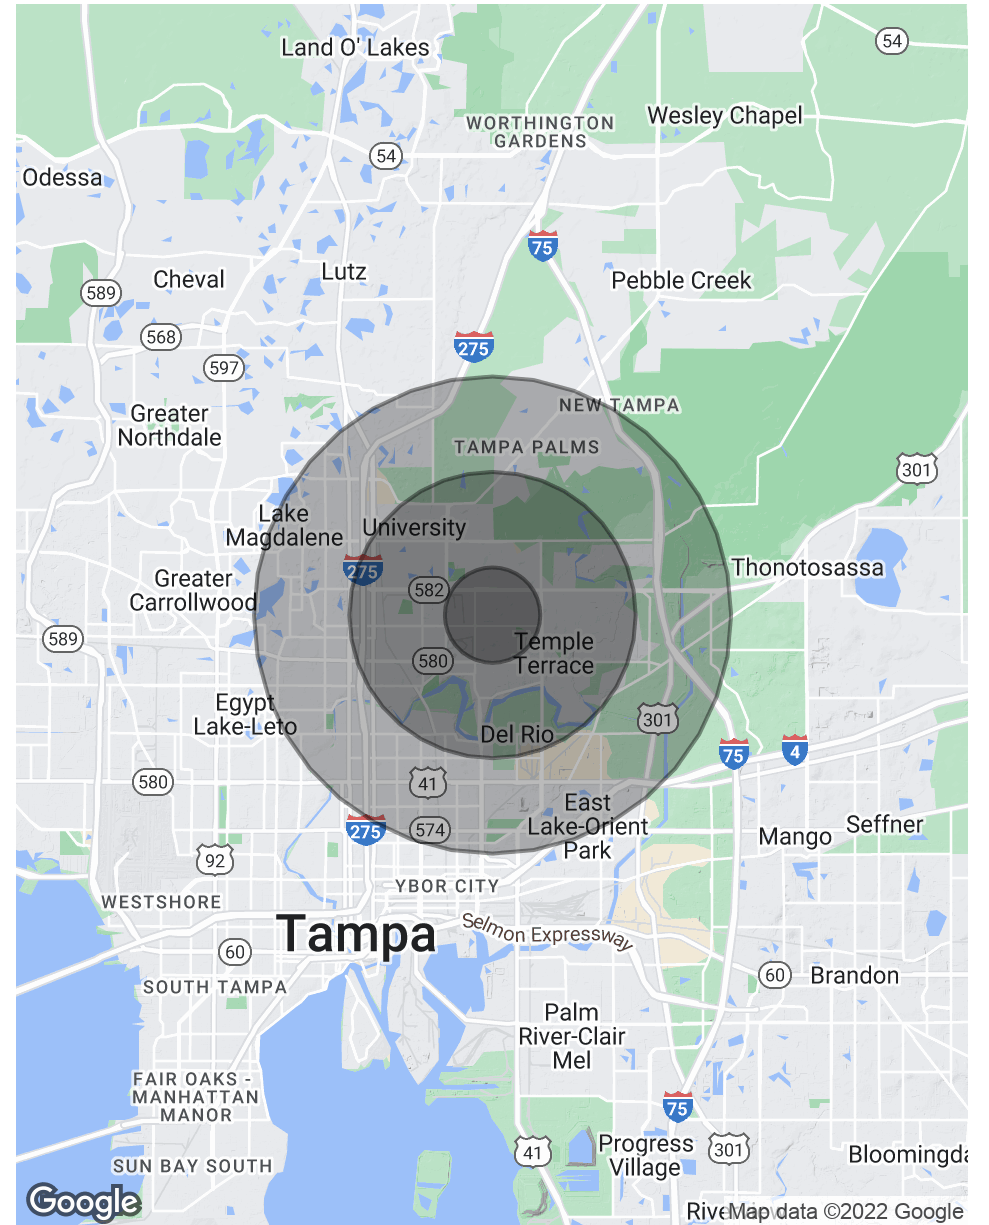 Land O' Lakes
54
WORTHINGTON
GARDENS
Wesley Chapel
54
Odessa
75
Cheval
Lutz
Pebble Creek
589
568
275
597
NEW TAMPA
Greater
Northdale
TAMPA PALMS
301
Lake
Magdalene
University
275
Thonotosassa
Greater
Carrollwood
582
589
Temple
Terrace
580
Egypt
Lake-Leto
301
Del Rio
75
4
580
41
East
Lake-Orient
Park
275
574
Mango
Seffner
92
YBOR CITY
WESTSHORE
Tampa
Selmon Expressway
60
60
Brandon
SOUTH TAMPA
Palm
River-Clair
Mel
FAIR OAKS -
MANHATTAN
MANOR
75
41
Progress
Village
301
Bloomingda
SUN BAY SOUTH
Google
Rive
Map data ©2022 Google